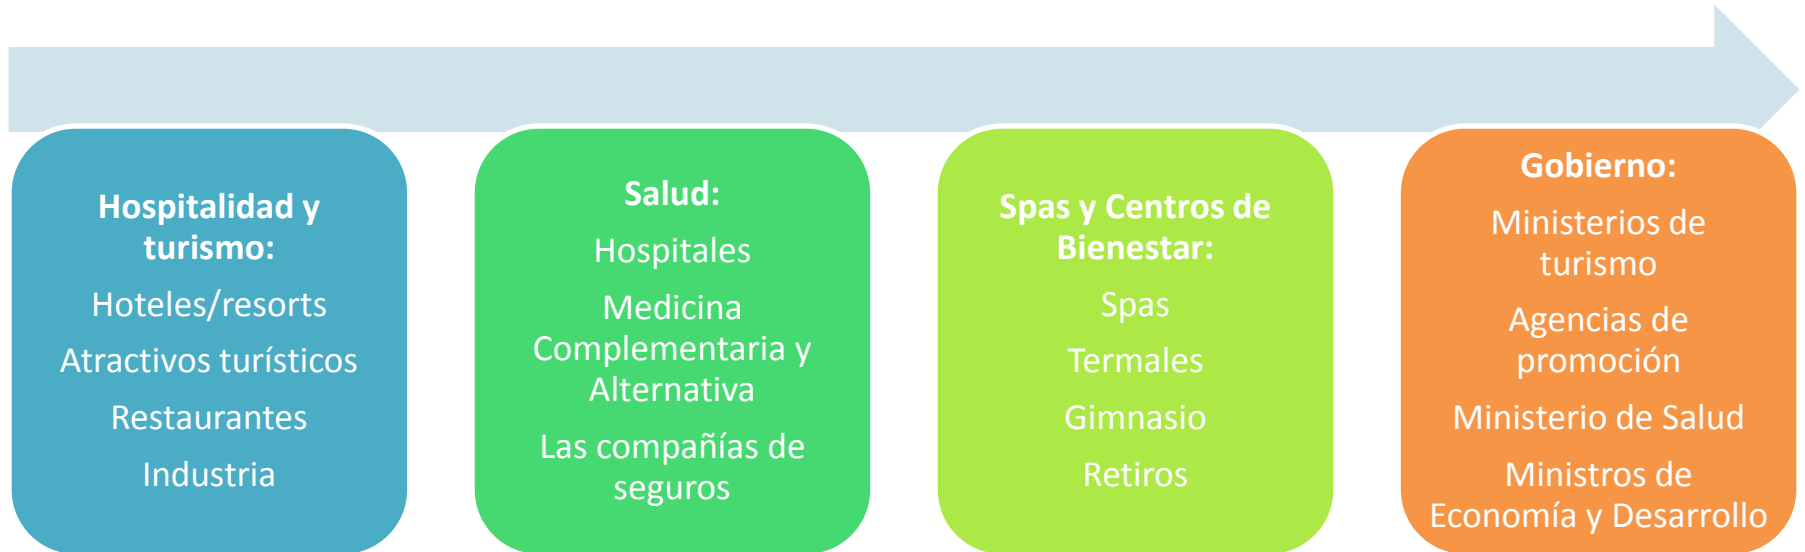 Hospitalidad y
turismo:
Hoteles/resorts
Atractivos turísticos
Restaurantes
Industria
Salud:
Hospitales
Medicina
Complementaria y
Alternativa
Las compañías de
seguros
Spas y Centros de
Bienestar:
Spas
Termales
Gimnasio
Retiros
Gobierno:
Ministerios de
turismo
Agencias de
promoción
Ministerio de Salud
Ministros de
Economía y Desarrollo